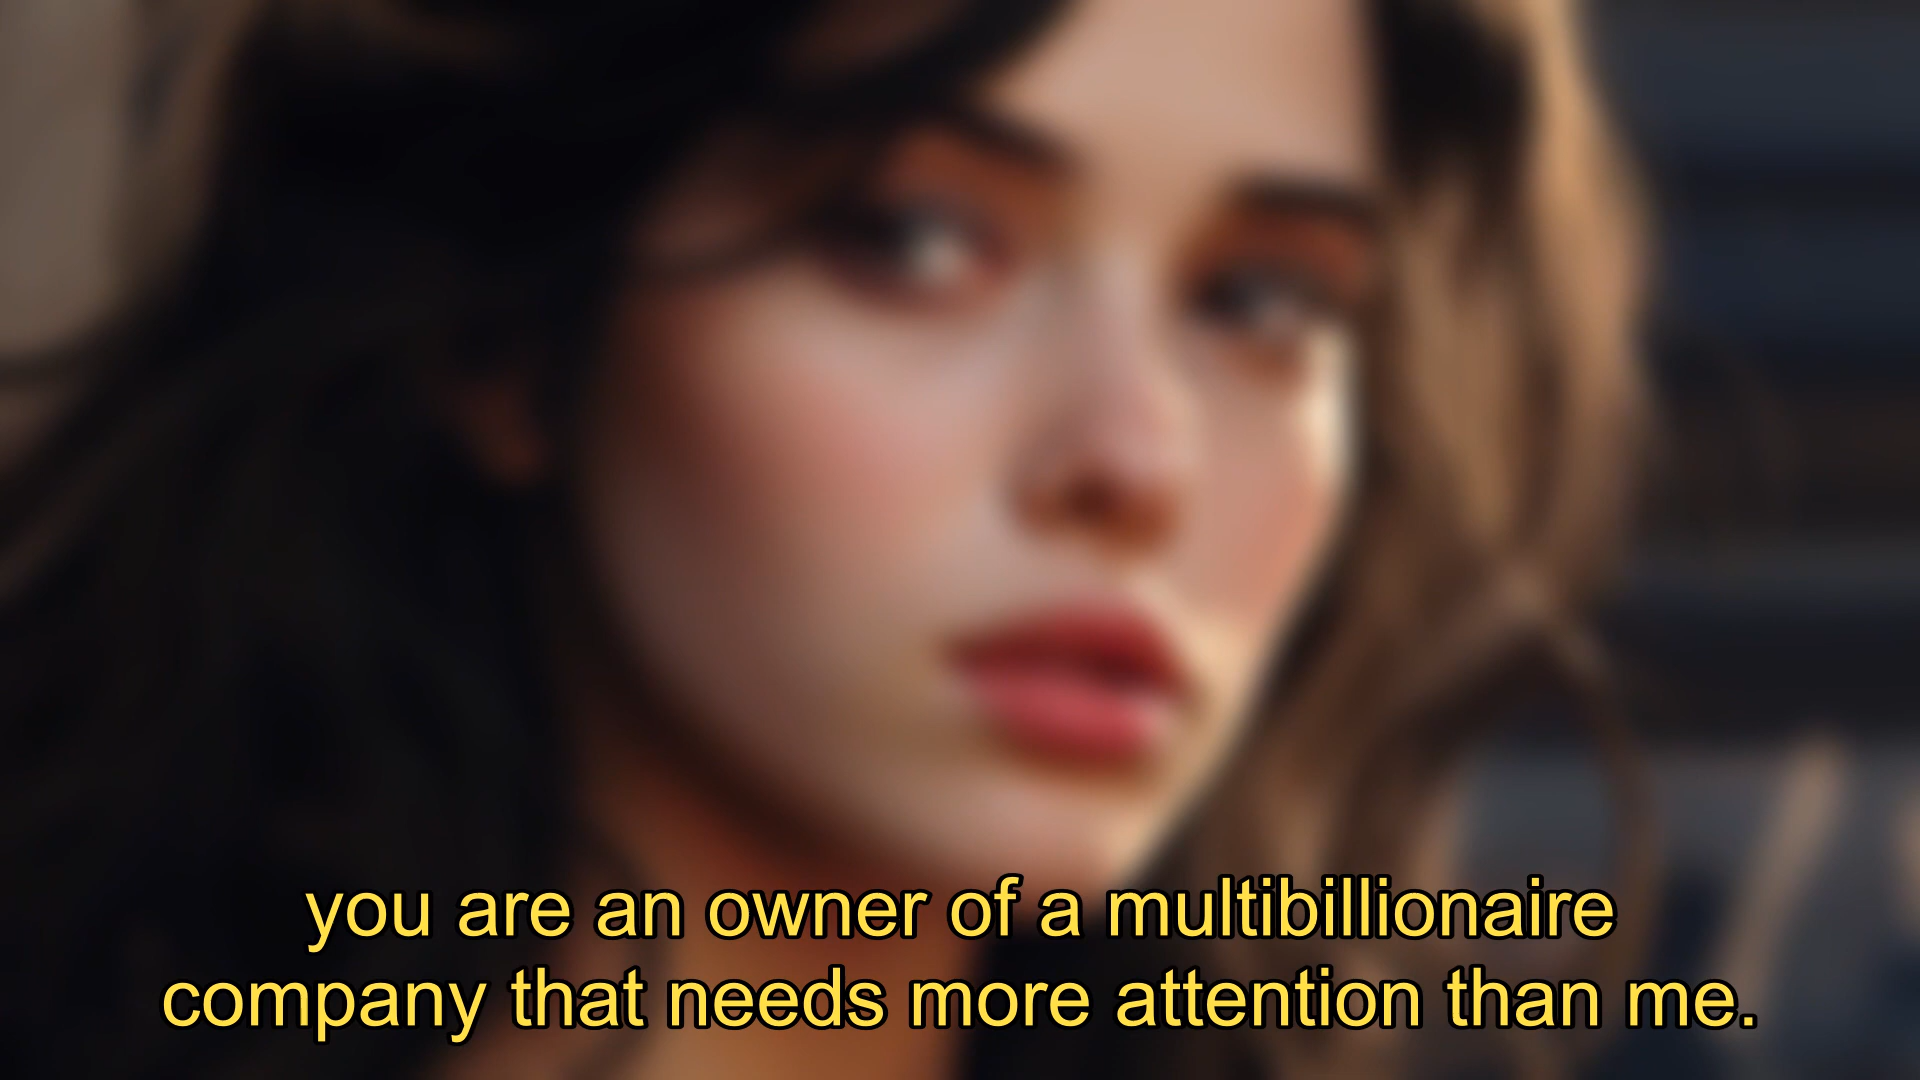 you are an owner of a multibillionaire
company that needs more attention than me.